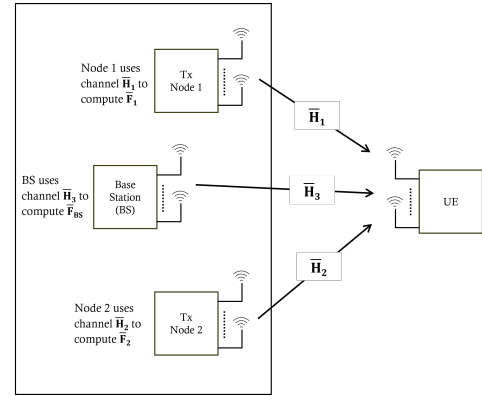 Node 1 uses
channel H̅₁ to
compute F̅₁
Tx
Node 1
H̅₁
BS uses
channel H̅₃ to
compute F̅_BS
Base
Station
(BS)
H̅₃
UE
Node 2 uses
channel H̅₂ to
compute F̅₂
Tx
Node 2
H̅₂